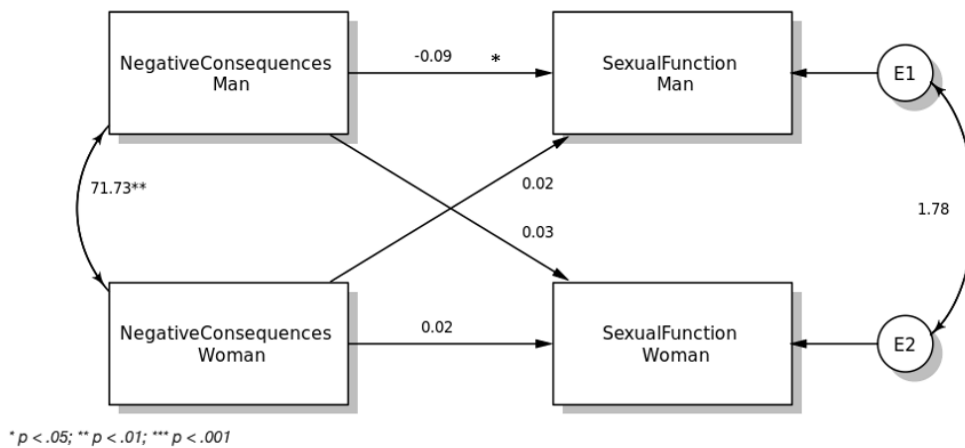 NegativeConsequences
Man
-0.09 *
SexualFunction
Man
E1
71.73**
0.02
0.03
1.78
NegativeConsequences
Woman
0.02
SexualFunction
Woman
E2
* p < .05; ** p < .01; *** p < .001